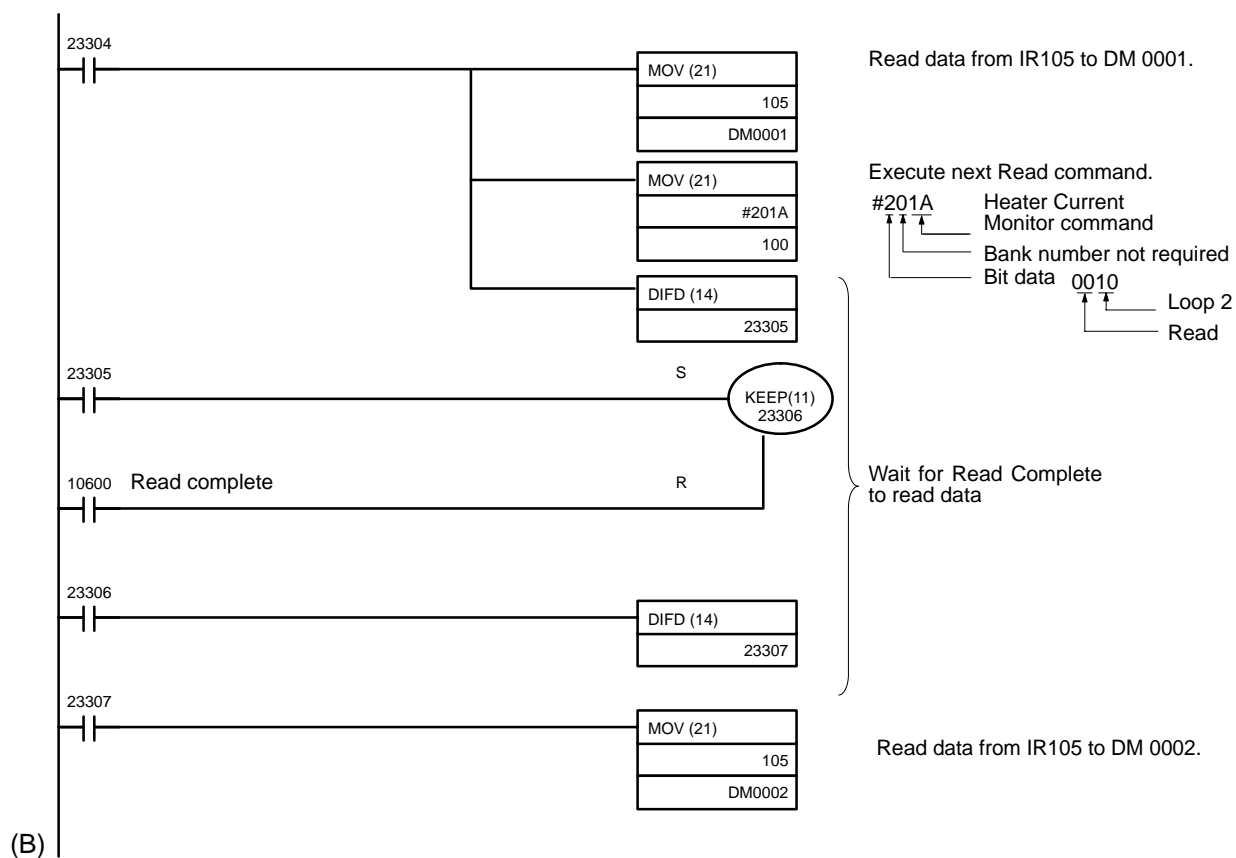 23304
MOV (21)
105
DM0001
Read data from IR105 to DM 0001.
MOV (21)
#201A
100
Execute next Read command.
#201A
Heater Current
Monitor command
Bank number not required
Bit data
0010
Loop 2
Read
DIFD (14)
23305
23305
S
KEEP(11)
23306
10600
Read complete
R
Wait for Read Complete
to read data
23306
DIFD (14)
23307
23307
MOV (21)
105
DM0002
Read data from IR105 to DM 0002.
(B)